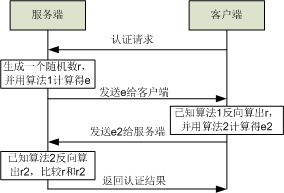 服务端
客户端
认证请求
生成一个随机数r,
并用算法1计算得e
发送e给客户端
已知算法1反向算出r,
并用算法2计算得e2
发送e2给服务端
已知算法2反向算
出r2，比较r和r2
返回认证结果